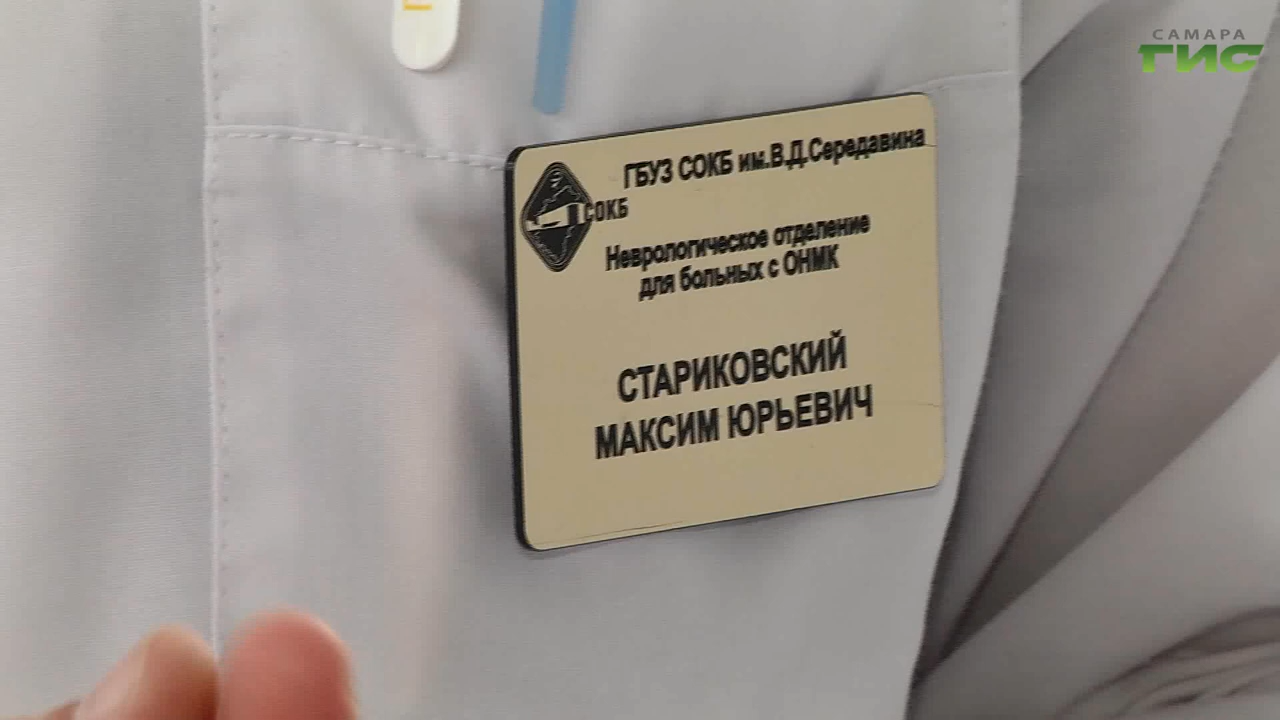 САМАРА
ГИС
ГБУЗ СОКБ им.В.Д.Середавина
СОКБ
Неврологическое отделение
для больных с ОНМК
СТАРИКОВСКИЙ
МАКСИМ ЮРЬЕВИЧ